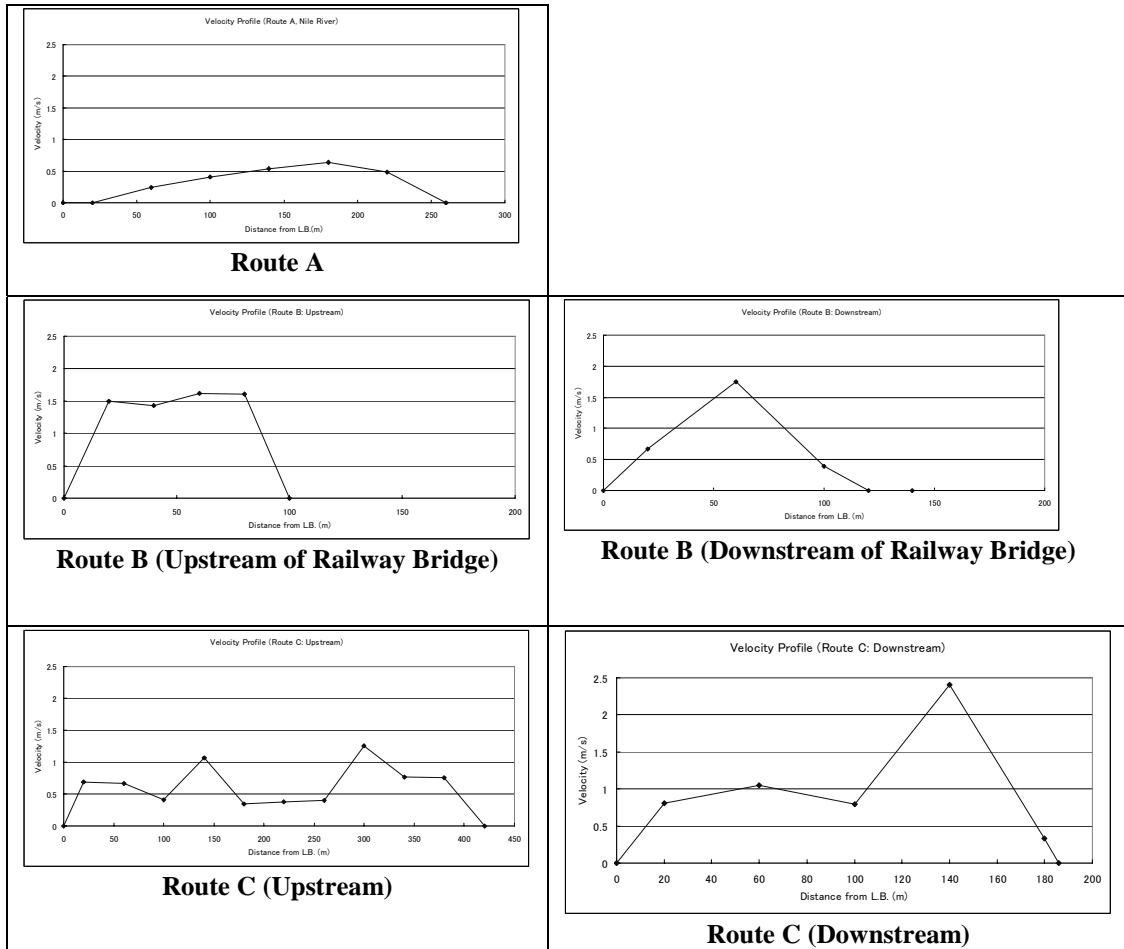 Velocity Profile (Route A, Nile River)
2.5
2
1.5
1
0.5
0
Velocity (m/s)
0 50 100 150 200 250 300
Distance from L.B.(m)
Route A
Velocity Profile (Route B: Upstream)
2.5
2
1.5
1
0.5
0
Velocity (m/s)
0 50 100 150 200
Distance from L.B. (m)
Route B (Upstream of Railway Bridge)
Velocity Profile (Route B: Downstream)
2.5
2
1.5
1
0.5
0
Velocity (m/s)
0 50 100 150 200
Distance from L.B. (m)
Route B (Downstream of Railway Bridge)
Velocity Profile (Route C: Upstream)
2.5
2
1.5
1
0.5
0
Velocity (m/s)
0 50 100 150 200 250 300 350 400 450
Distance from L.B. (m)
Route C (Upstream)
Velocity Profile (Route C: Downstream)
2.5
2
1.5
1
0.5
0
Velocity (m/s)
0 20 40 60 80 100 120 140 160 180 200
Distance from L.B. (m)
Route C (Downstream)